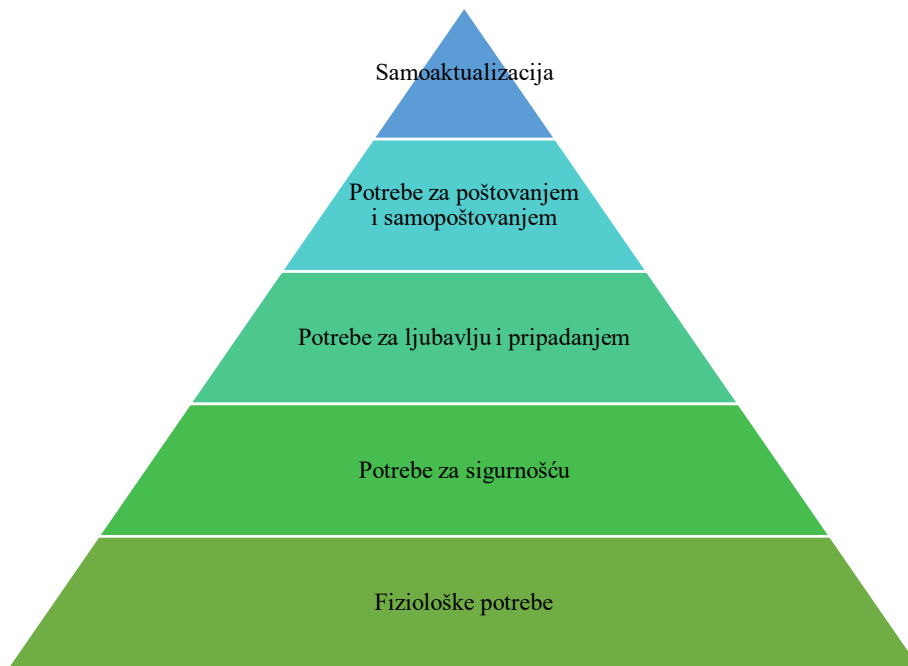 Samoaktualizacija
Potrebe za poštovanjem
i samopoštovanjem
Potrebe za ljubavlju i pripadanjem
Potrebe za sigurnošću
Fiziološke potrebe